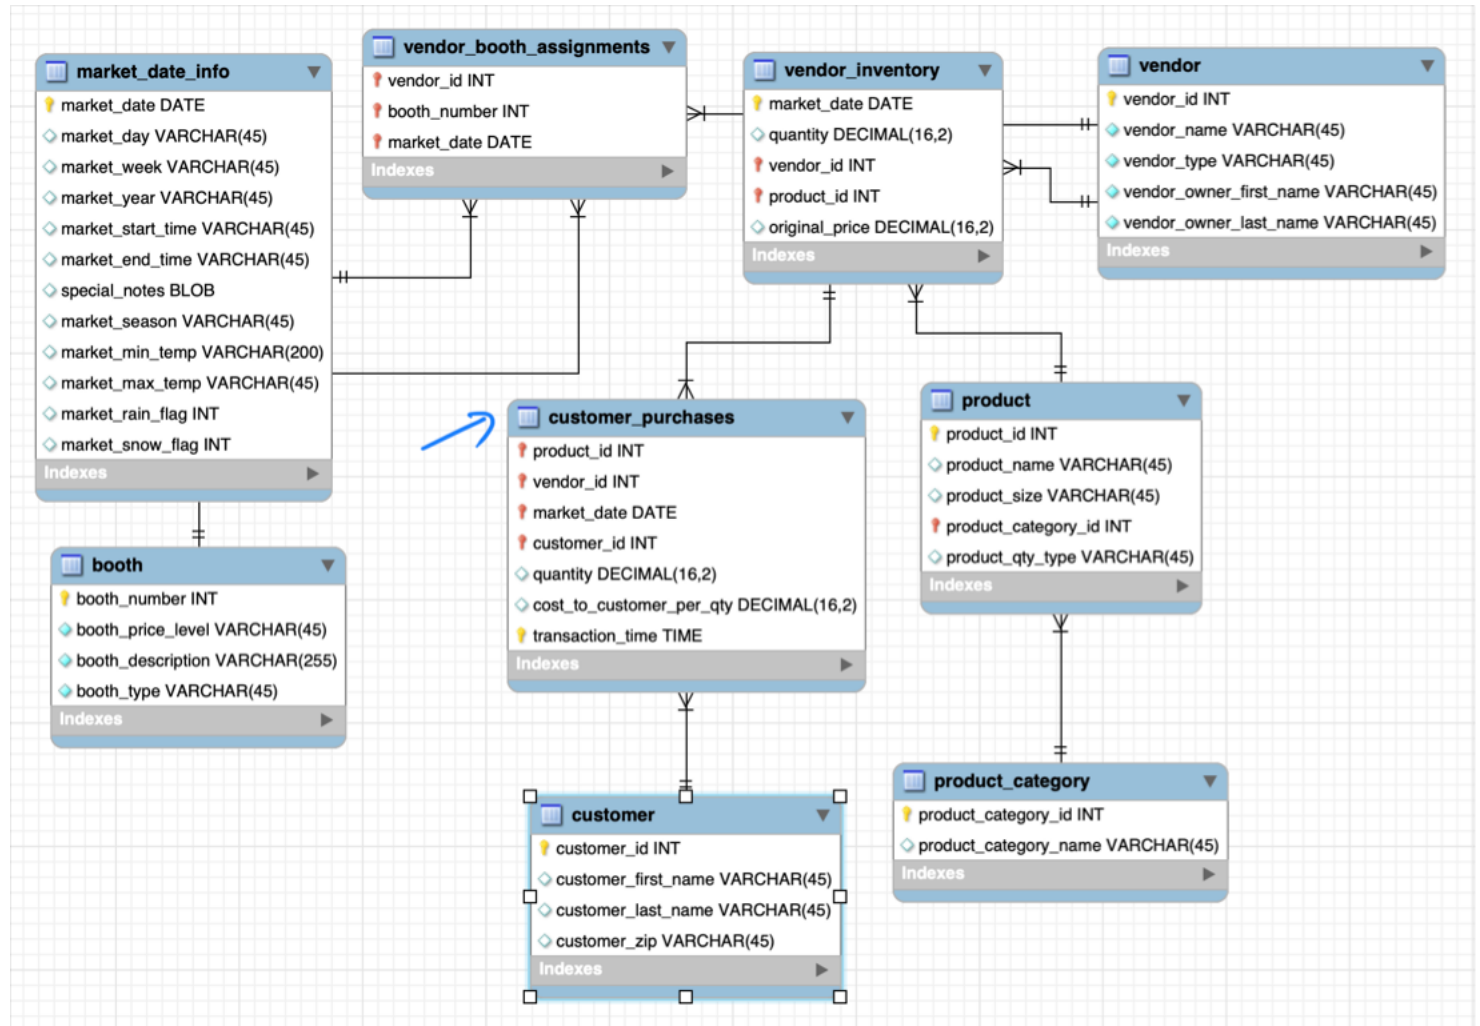 market_date_info
market_date DATE
market_day VARCHAR(45)
market_week VARCHAR(45)
market_year VARCHAR(45)
market_start_time VARCHAR(45)
market_end_time VARCHAR(45)
special_notes BLOB
market_season VARCHAR(45)
market_min_temp VARCHAR(200)
market_max_temp VARCHAR(45)
market_rain_flag INT
market_snow_flag INT
Indexes
vendor_booth_assignments
vendor_id INT
booth_number INT
market_date DATE
Indexes
vendor_inventory
market_date DATE
quantity DECIMAL(16,2)
vendor_id INT
product_id INT
original_price DECIMAL(16,2)
Indexes
vendor
vendor_id INT
vendor_name VARCHAR(45)
vendor_type VARCHAR(45)
vendor_owner_first_name VARCHAR(45)
vendor_owner_last_name VARCHAR(45)
Indexes
booth
booth_number INT
booth_price_level VARCHAR(45)
booth_description VARCHAR(255)
booth_type VARCHAR(45)
Indexes
customer_purchases
product_id INT
vendor_id INT
market_date DATE
customer_id INT
quantity DECIMAL(16,2)
cost_to_customer_per_qty DECIMAL(16,2)
transaction_time TIME
Indexes
product
product_id INT
product_name VARCHAR(45)
product_size VARCHAR(45)
product_category_id INT
product_qty_type VARCHAR(45)
Indexes
customer
customer_id INT
customer_first_name VARCHAR(45)
customer_last_name VARCHAR(45)
customer_zip VARCHAR(45)
Indexes
product_category
product_category_id INT
product_category_name VARCHAR(45)
Indexes